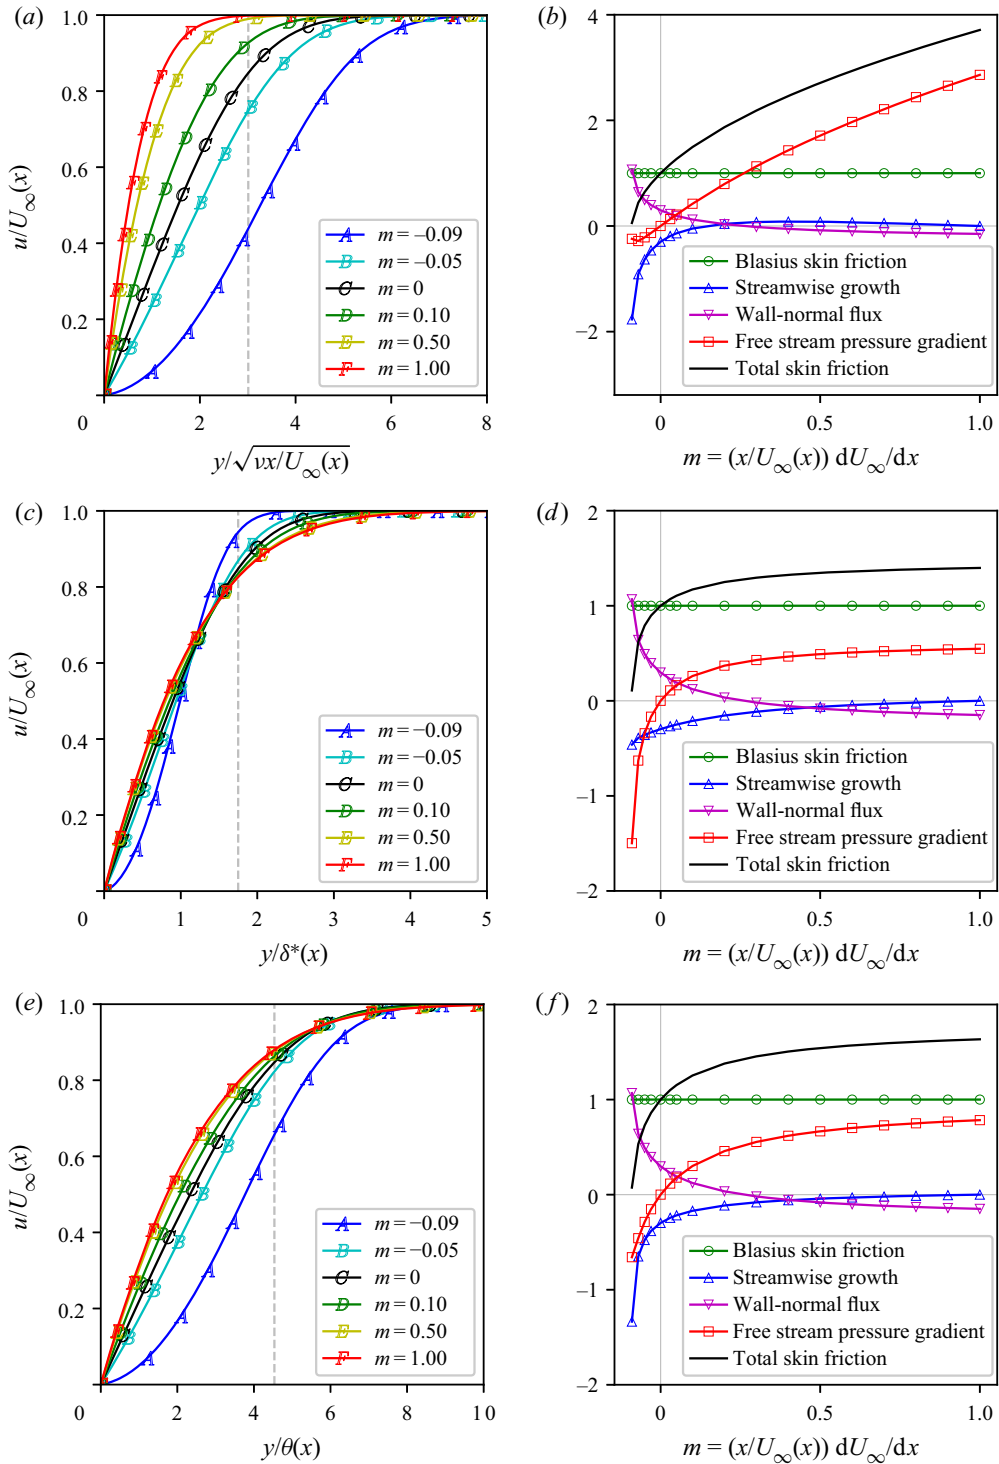 (a)
1.0
0.8
0.6
0.4
0.2
0
2
4
6
8
u/U∞(x)
y/√νx/U∞(x)
A m = −0.09
B m = −0.05
C m = 0
D m = 0.10
E m = 0.50
F m = 1.00
(b)
4
2
0
−2
0
0.5
1.0
m = (x/U∞(x)) dU∞/dx
Blasius skin friction
Streamwise growth
Wall-normal flux
Free stream pressure gradient
Total skin friction
(c)
1.0
0.8
0.6
0.4
0.2
0
1
2
3
4
5
u/U∞(x)
y/δ*(x)
A m = −0.09
B m = −0.05
C m = 0
D m = 0.10
E m = 0.50
F m = 1.00
(d)
2
1
0
−1
−2
0
0.5
1.0
m = (x/U∞(x)) dU∞/dx
Blasius skin friction
Streamwise growth
Wall-normal flux
Free stream pressure gradient
Total skin friction
(e)
1.0
0.8
0.6
0.4
0.2
0
2
4
6
8
10
u/U∞(x)
y/θ(x)
A m = −0.09
B m = −0.05
C m = 0
D m = 0.10
E m = 0.50
F m = 1.00
(f)
2
1
0
−1
−2
0
0.5
1.0
m = (x/U∞(x)) dU∞/dx
Blasius skin friction
Streamwise growth
Wall-normal flux
Free stream pressure gradient
Total skin friction